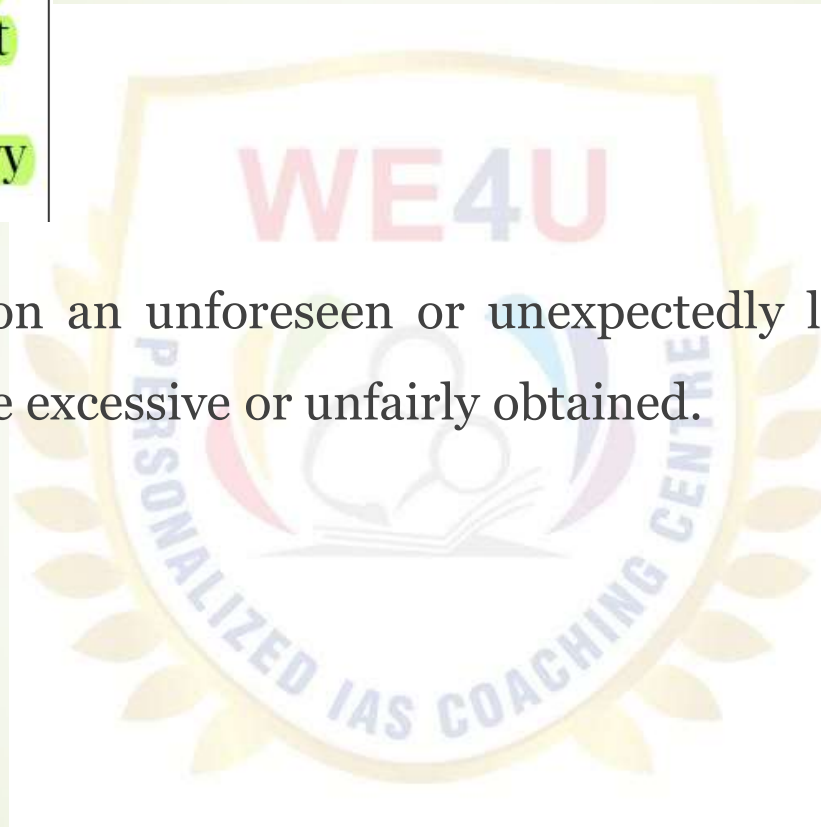 t
y
WE4U
on an unforeseen or unexpectedly l
e excessive or unfairly obtained.
PERSONALIZED IAS COACHING CENTRE